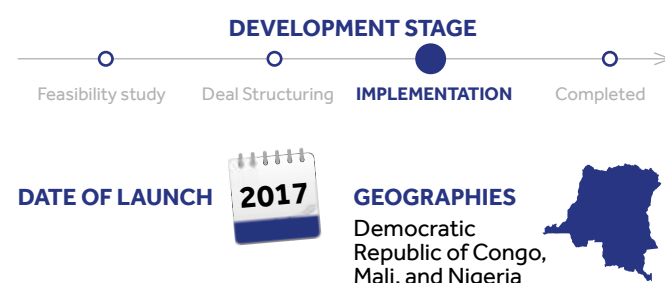 DEVELOPMENT STAGE
Feasibility study
Deal Structuring
IMPLEMENTATION
Completed
DATE OF LAUNCH
2017
GEOGRAPHIES
Democratic
Republic of Congo,
Mali, and Nigeria